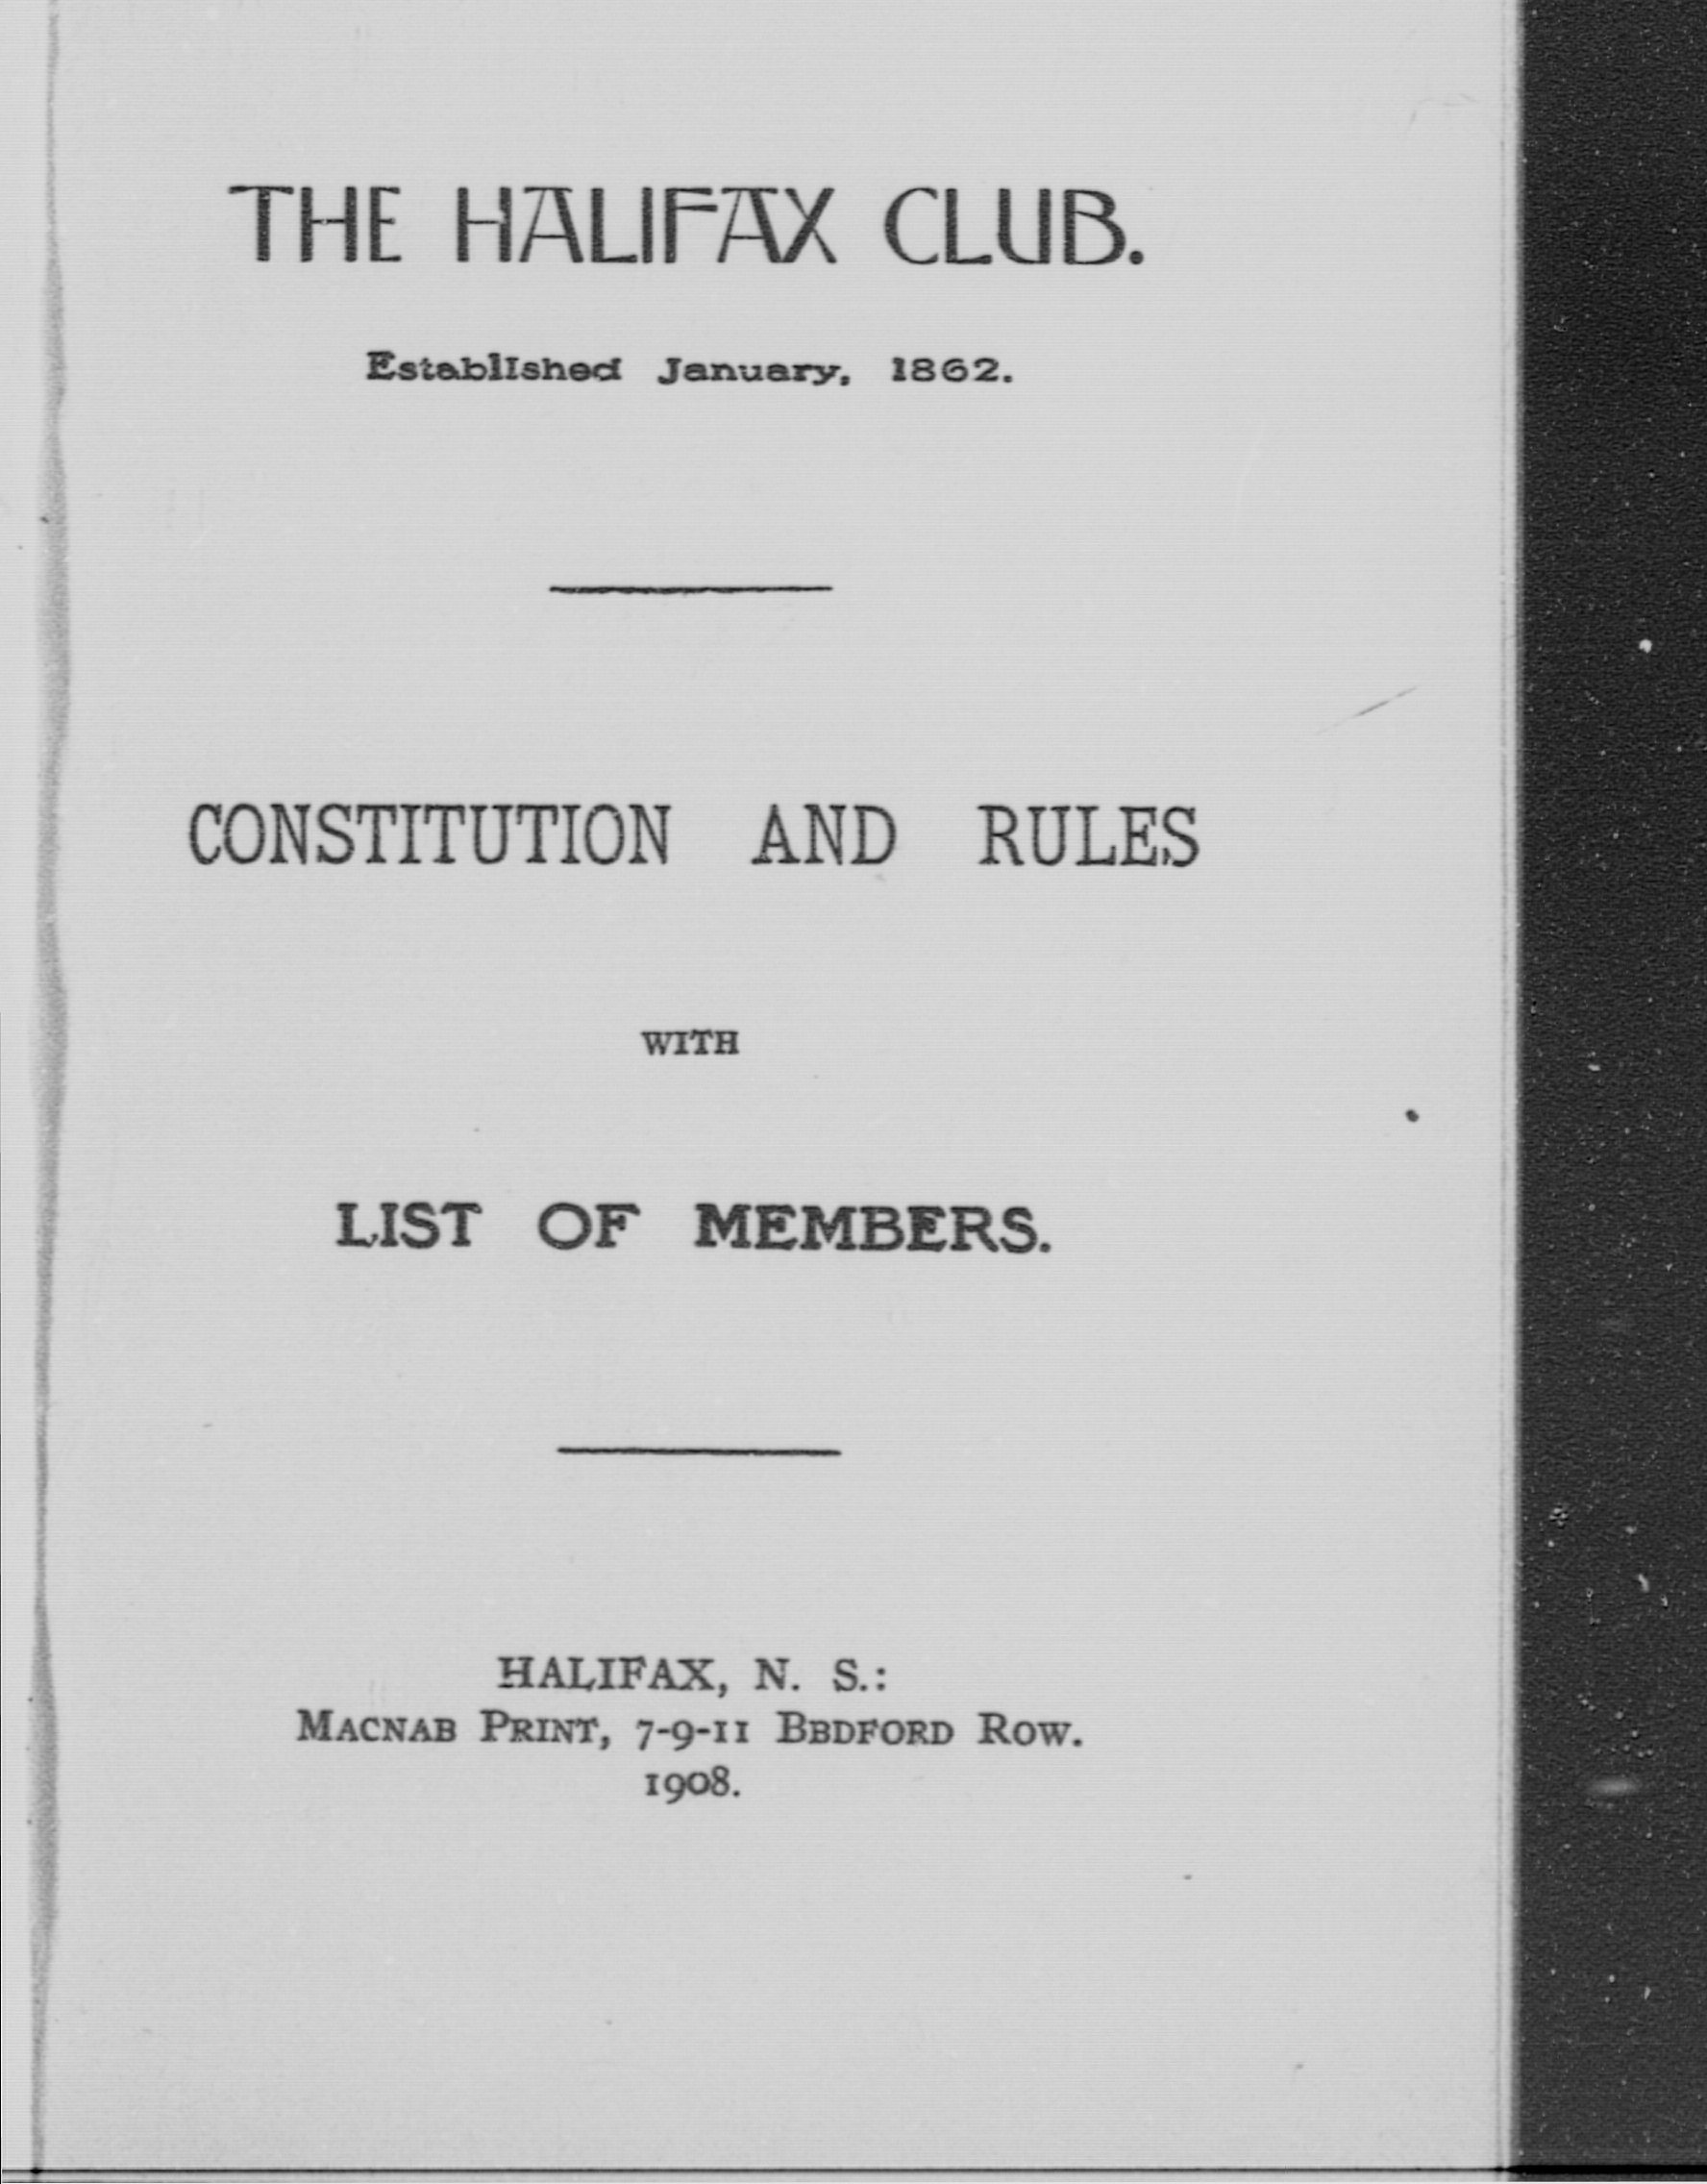 THE HALIFAX CLUB.
Established January, 1862.
CONSTITUTION AND RULES
WITH
LIST OF MEMBERS.
HALIFAX, N. S.:
MACNAB PRINT, 7-9-11 BBDFORD ROW.
1908.